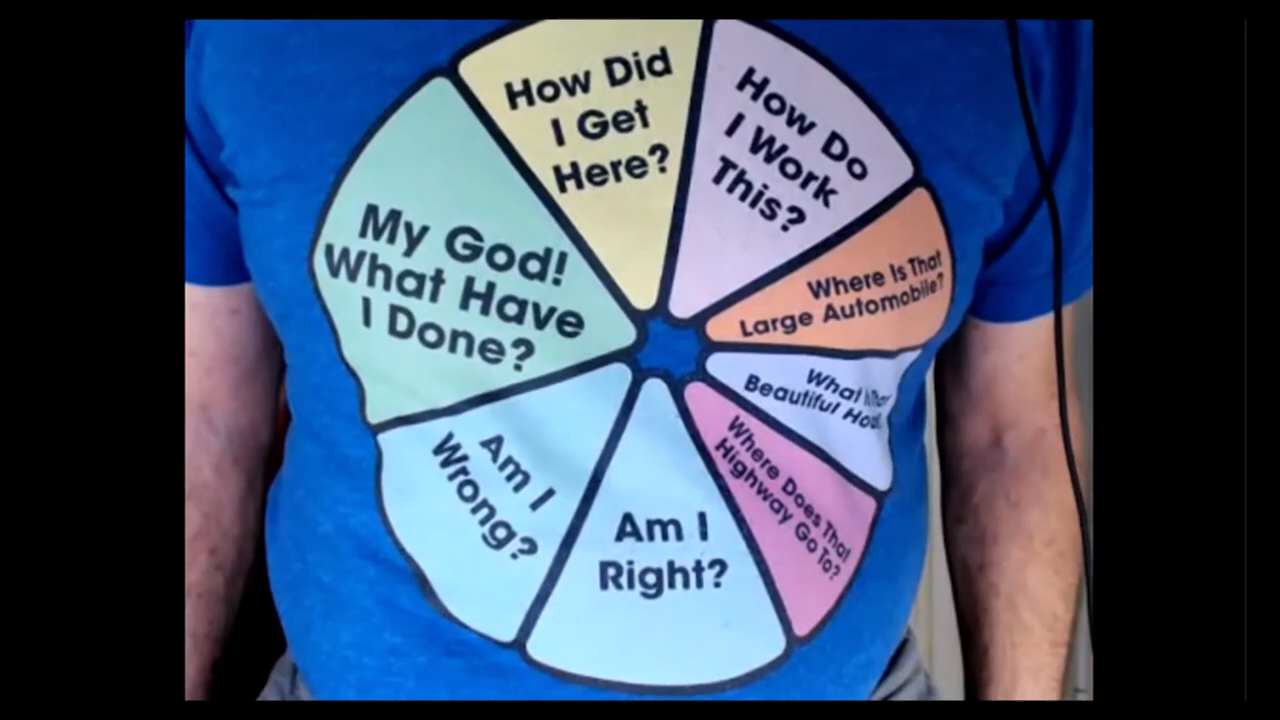 How Did
I Get
Here?
How Do
I Work
This?
Where Is That
Large Automobile?
What
Beautiful
Where Does That
Highway Go To?
Am I
Right?
Am I
Wrong?
My God!
What Have
I Done?